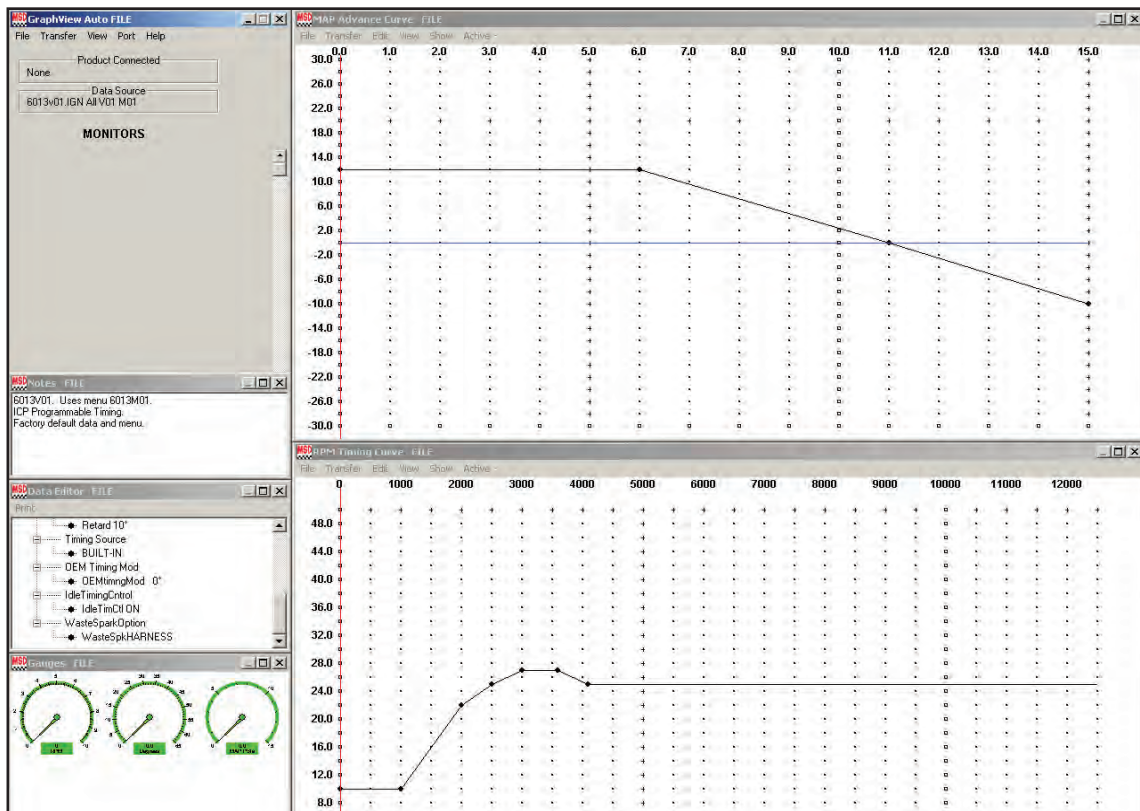 MSD GraphView Auto FILE
File Transfer View Port Help
Product Connected
None
Data Source
6013v01.IGN All V01 M01
MONITORS
MSD Notes FILE
6013V01. Uses menu 6013M01.
ICP Programmable Timing.
Factory default data and menu.
MSD Data Editor FILE
Print
Retard 10°
Timing Source
BUILT-IN
OEM Timing Mod
OEMtimngMod 0°
IdleTimingCntrol
IdleTimCtl ON
WasteSparkOption
WasteSpkHARNESS
MSD Gauges FILE
MSD MAP Advance Curve FILE
File Transfer Edit View Show Active
0.0 1.0 2.0 3.0 4.0 5.0 6.0 7.0 8.0 9.0 10.0 11.0 12.0 13.0 14.0 15.0
30.0
26.0
22.0
18.0
14.0
10.0
6.0
2.0
-2.0
-6.0
-10.0
-14.0
-18.0
-22.0
-26.0
-30.0
MSD RPM Timing Curve FILE
File Transfer Edit View Show Active
0 1000 2000 3000 4000 5000 6000 7000 8000 9000 10000 11000 12000
48.0
44.0
40.0
36.0
32.0
28.0
24.0
20.0
16.0
12.0
8.0